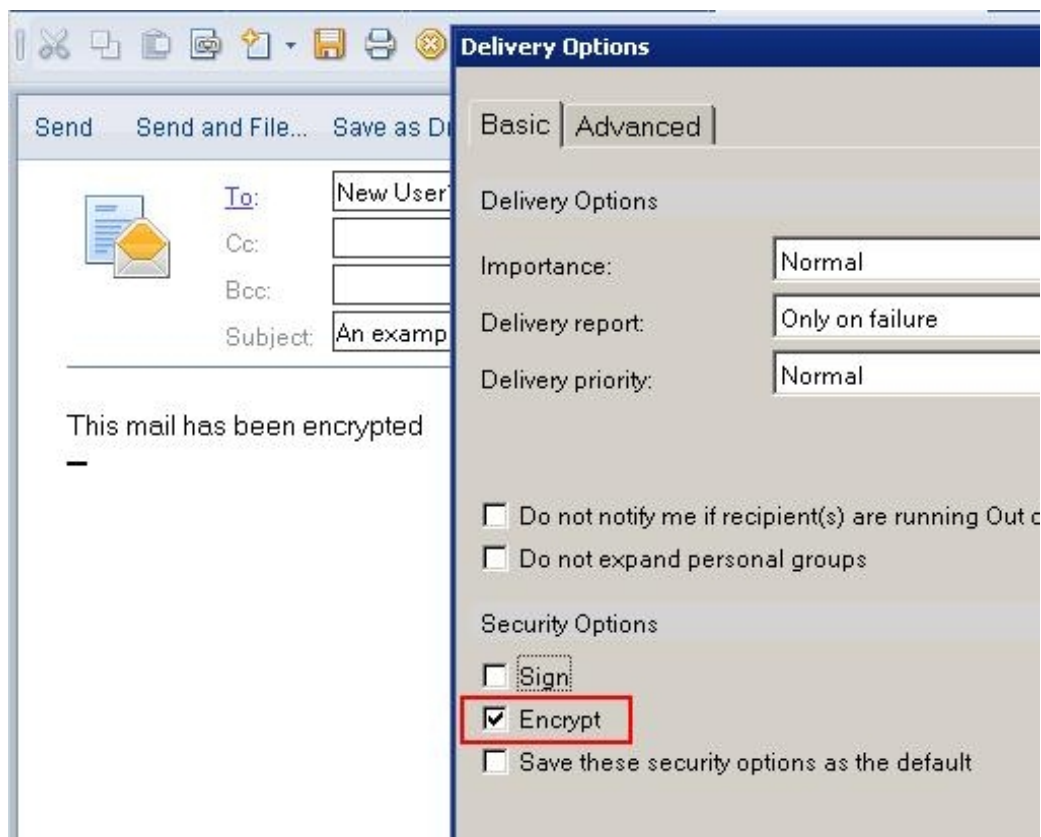 Delivery Options
Send Send and File... Save as D
Basic Advanced
To: New User
Cc:
Bcc:
Subject: An examp
This mail has been encrypted
Delivery Options
Importance: Normal
Delivery report: Only on failure
Delivery priority: Normal
Do not notify me if recipient(s) are running Out
Do not expand personal groups
Security Options
Sign
Encrypt
Save these security options as the default